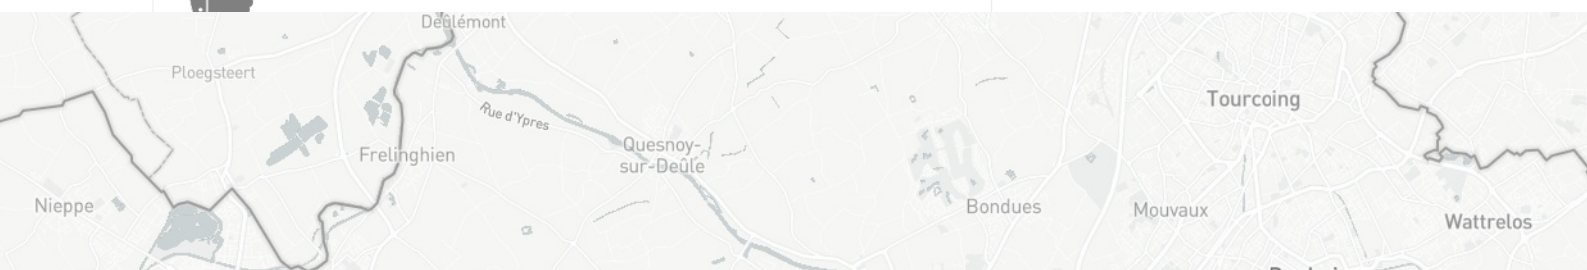 Deûlémont
Ploegsteert
Rue d'Ypres
Tourcoing
Quesnoy-
sur-Deûle
Frelinghien
Nieppe
Bondues
Mouvaux
Wattrelos